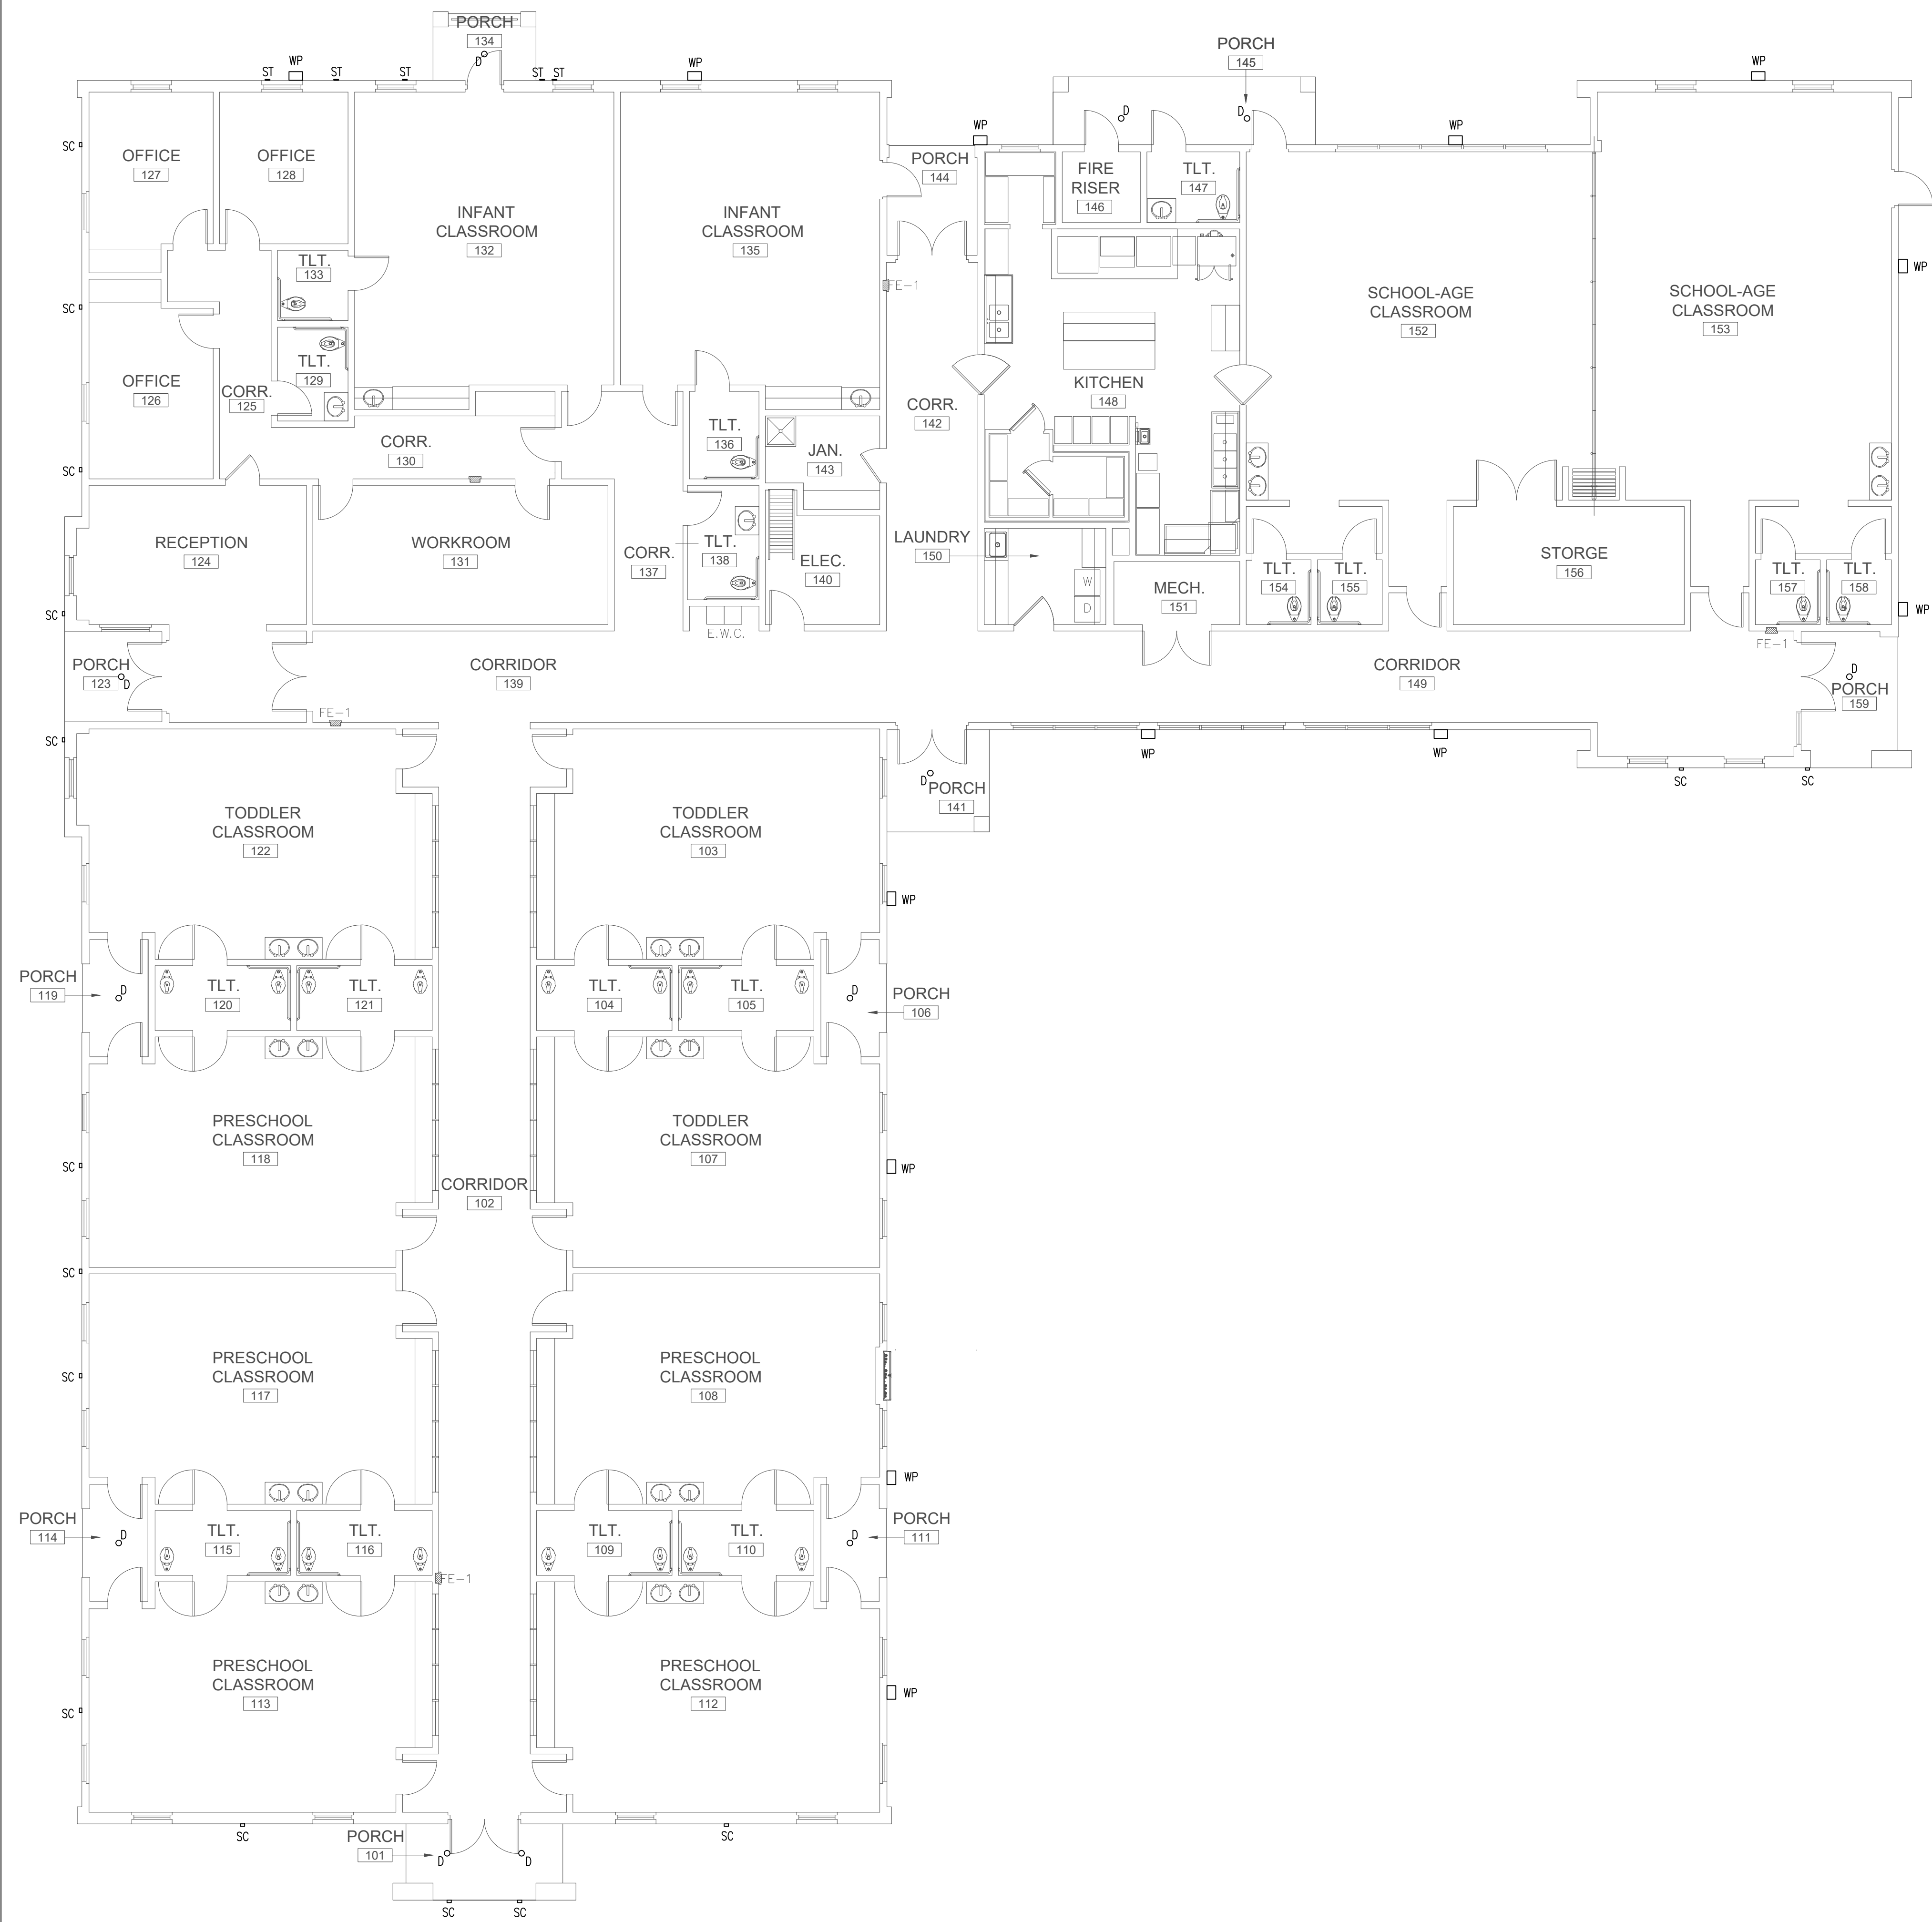 PORCH
134
D
ST
WP
ST
ST
ST
ST
WP
PORCH
145
D
D
WP
WP
WP
SC
OFFICE
127
OFFICE
128
INFANT
CLASSROOM
132
INFANT
CLASSROOM
135
PORCH
144
FIRE
RISER
146
TLT.
147
SCHOOL-AGE
CLASSROOM
152
SCHOOL-AGE
CLASSROOM
153
WP
TLT.
133
FE-1
SC
OFFICE
126
CORR.
125
TLT.
129
KITCHEN
148
CORR.
142
CORR.
130
TLT.
136
JAN.
143
SC
RECEPTION
124
WORKROOM
131
CORR.
137
TLT.
138
ELEC.
140
LAUNDRY
150
W
D
MECH.
151
TLT.
154
TLT.
155
STORGE
156
TLT.
157
TLT.
158
WP
SC
E.W.C.
FE-1
PORCH
123
D
CORRIDOR
139
CORRIDOR
149
D
PORCH
159
FE-1
SC
WP
WP
SC
SC
D
PORCH
141
TODDLER
CLASSROOM
122
TODDLER
CLASSROOM
103
WP
PORCH
119
D
TLT.
120
TLT.
121
TLT.
104
TLT.
105
D
PORCH
106
PRESCHOOL
CLASSROOM
118
TODDLER
CLASSROOM
107
SC
WP
CORRIDOR
102
SC
PRESCHOOL
CLASSROOM
117
PRESCHOOL
CLASSROOM
108
SC
WP
PORCH
114
D
TLT.
115
TLT.
116
TLT.
109
TLT.
110
D
PORCH
111
FE-1
PRESCHOOL
CLASSROOM
113
PRESCHOOL
CLASSROOM
112
SC
WP
SC
SC
PORCH
101
D
D
SC
SC